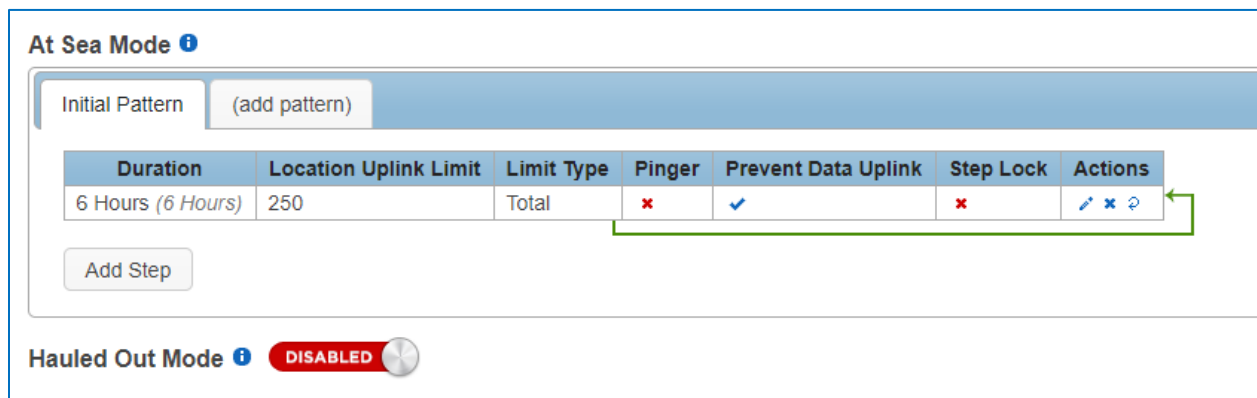 At Sea Mode
Initial Pattern (add pattern)
Duration Location Uplink Limit Limit Type Pinger Prevent Data Uplink Step Lock Actions
6 Hours (6 Hours) 250 Total
Add Step
Hauled Out Mode DISABLED